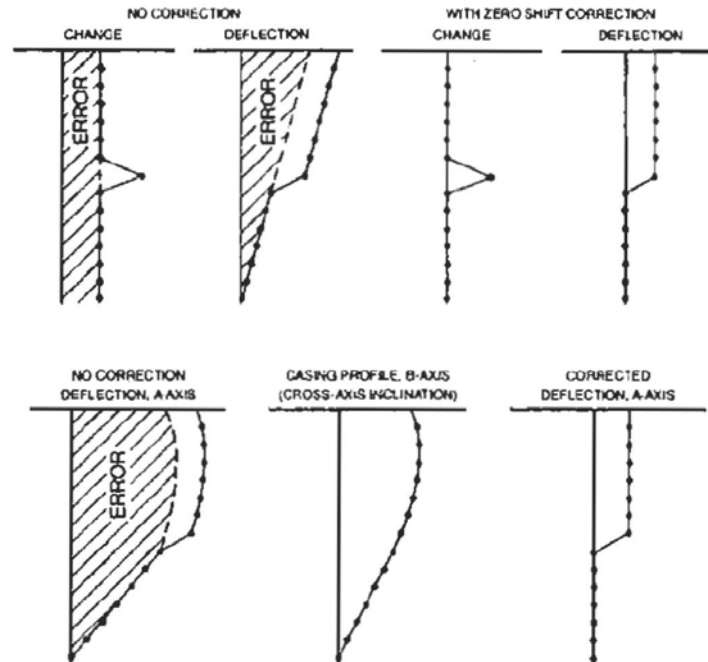 NO CORRECTION
WITH ZERO SHIFT CORRECTION
CHANGE
DEFLECTION
CHANGE
DEFLECTION
ERROR
ERROR
NO CORRECTION
DEFLECTION, A-AXIS
CASING PROFILE, B-AXIS
(CROSS-AXIS INCLINATION)
CORRECTED
DEFLECTION, A-AXIS
ERROR